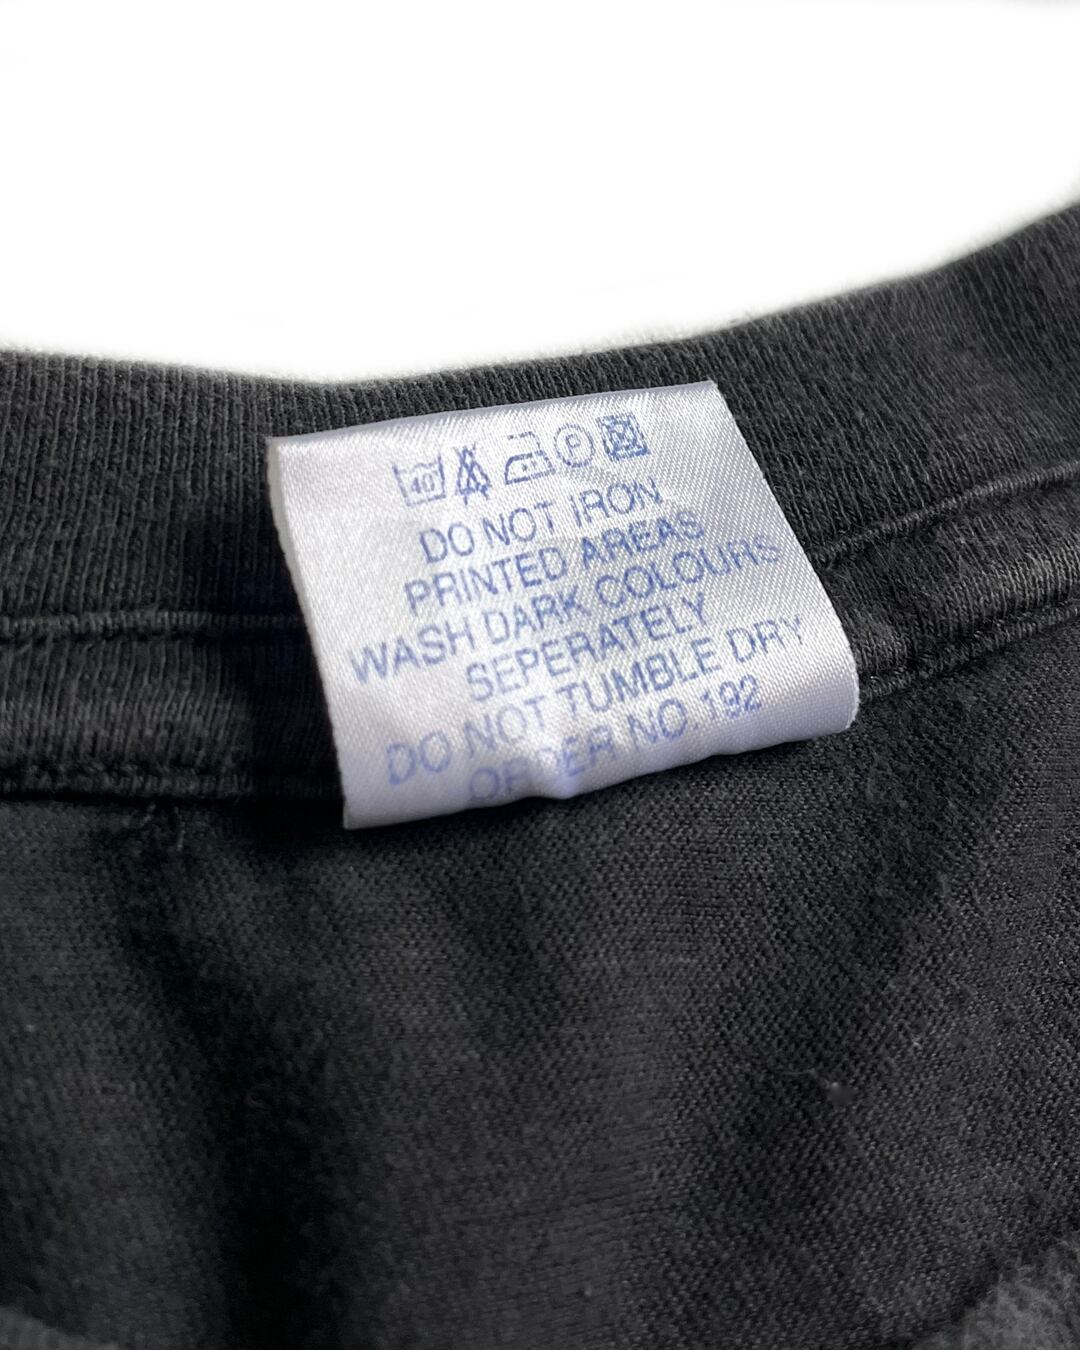 40 P
DO NOT IRON
PRINTED AREAS
WASH DARK COLOURS
SEPERATELY
DO NOT TUMBLE DRY
ORDER NO.192